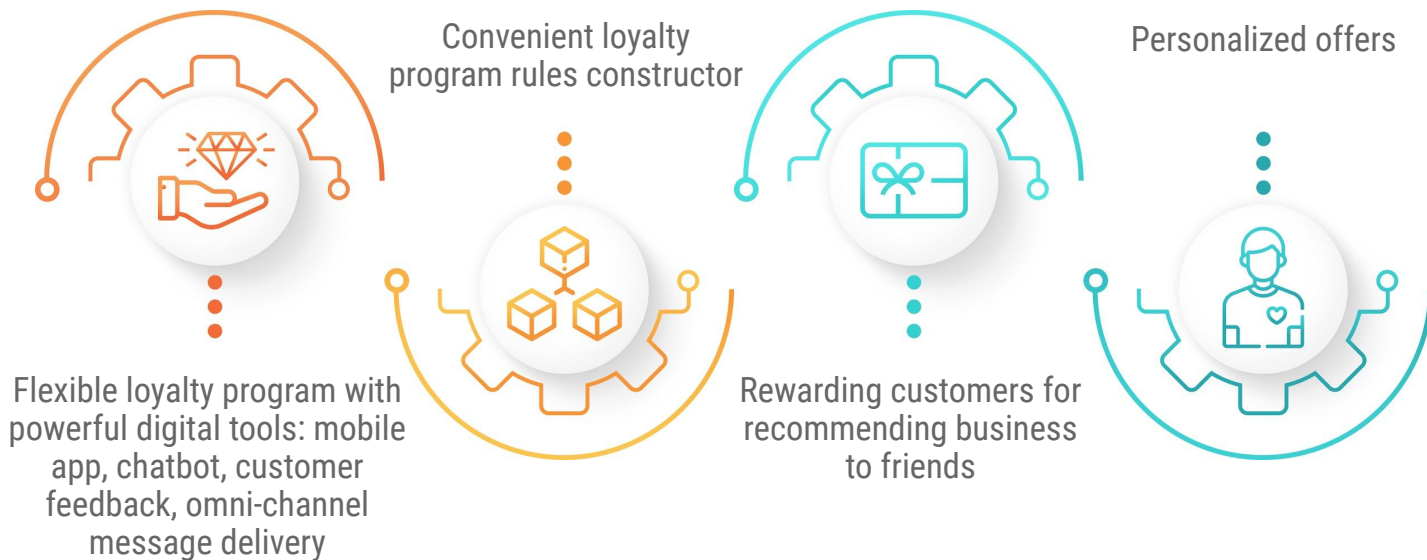 Flexible loyalty program with
powerful digital tools: mobile
app, chatbot, customer
feedback, omni-channel
message delivery
Convenient loyalty
program rules constructor
Rewarding customers for
recommending business
to friends
Personalized offers